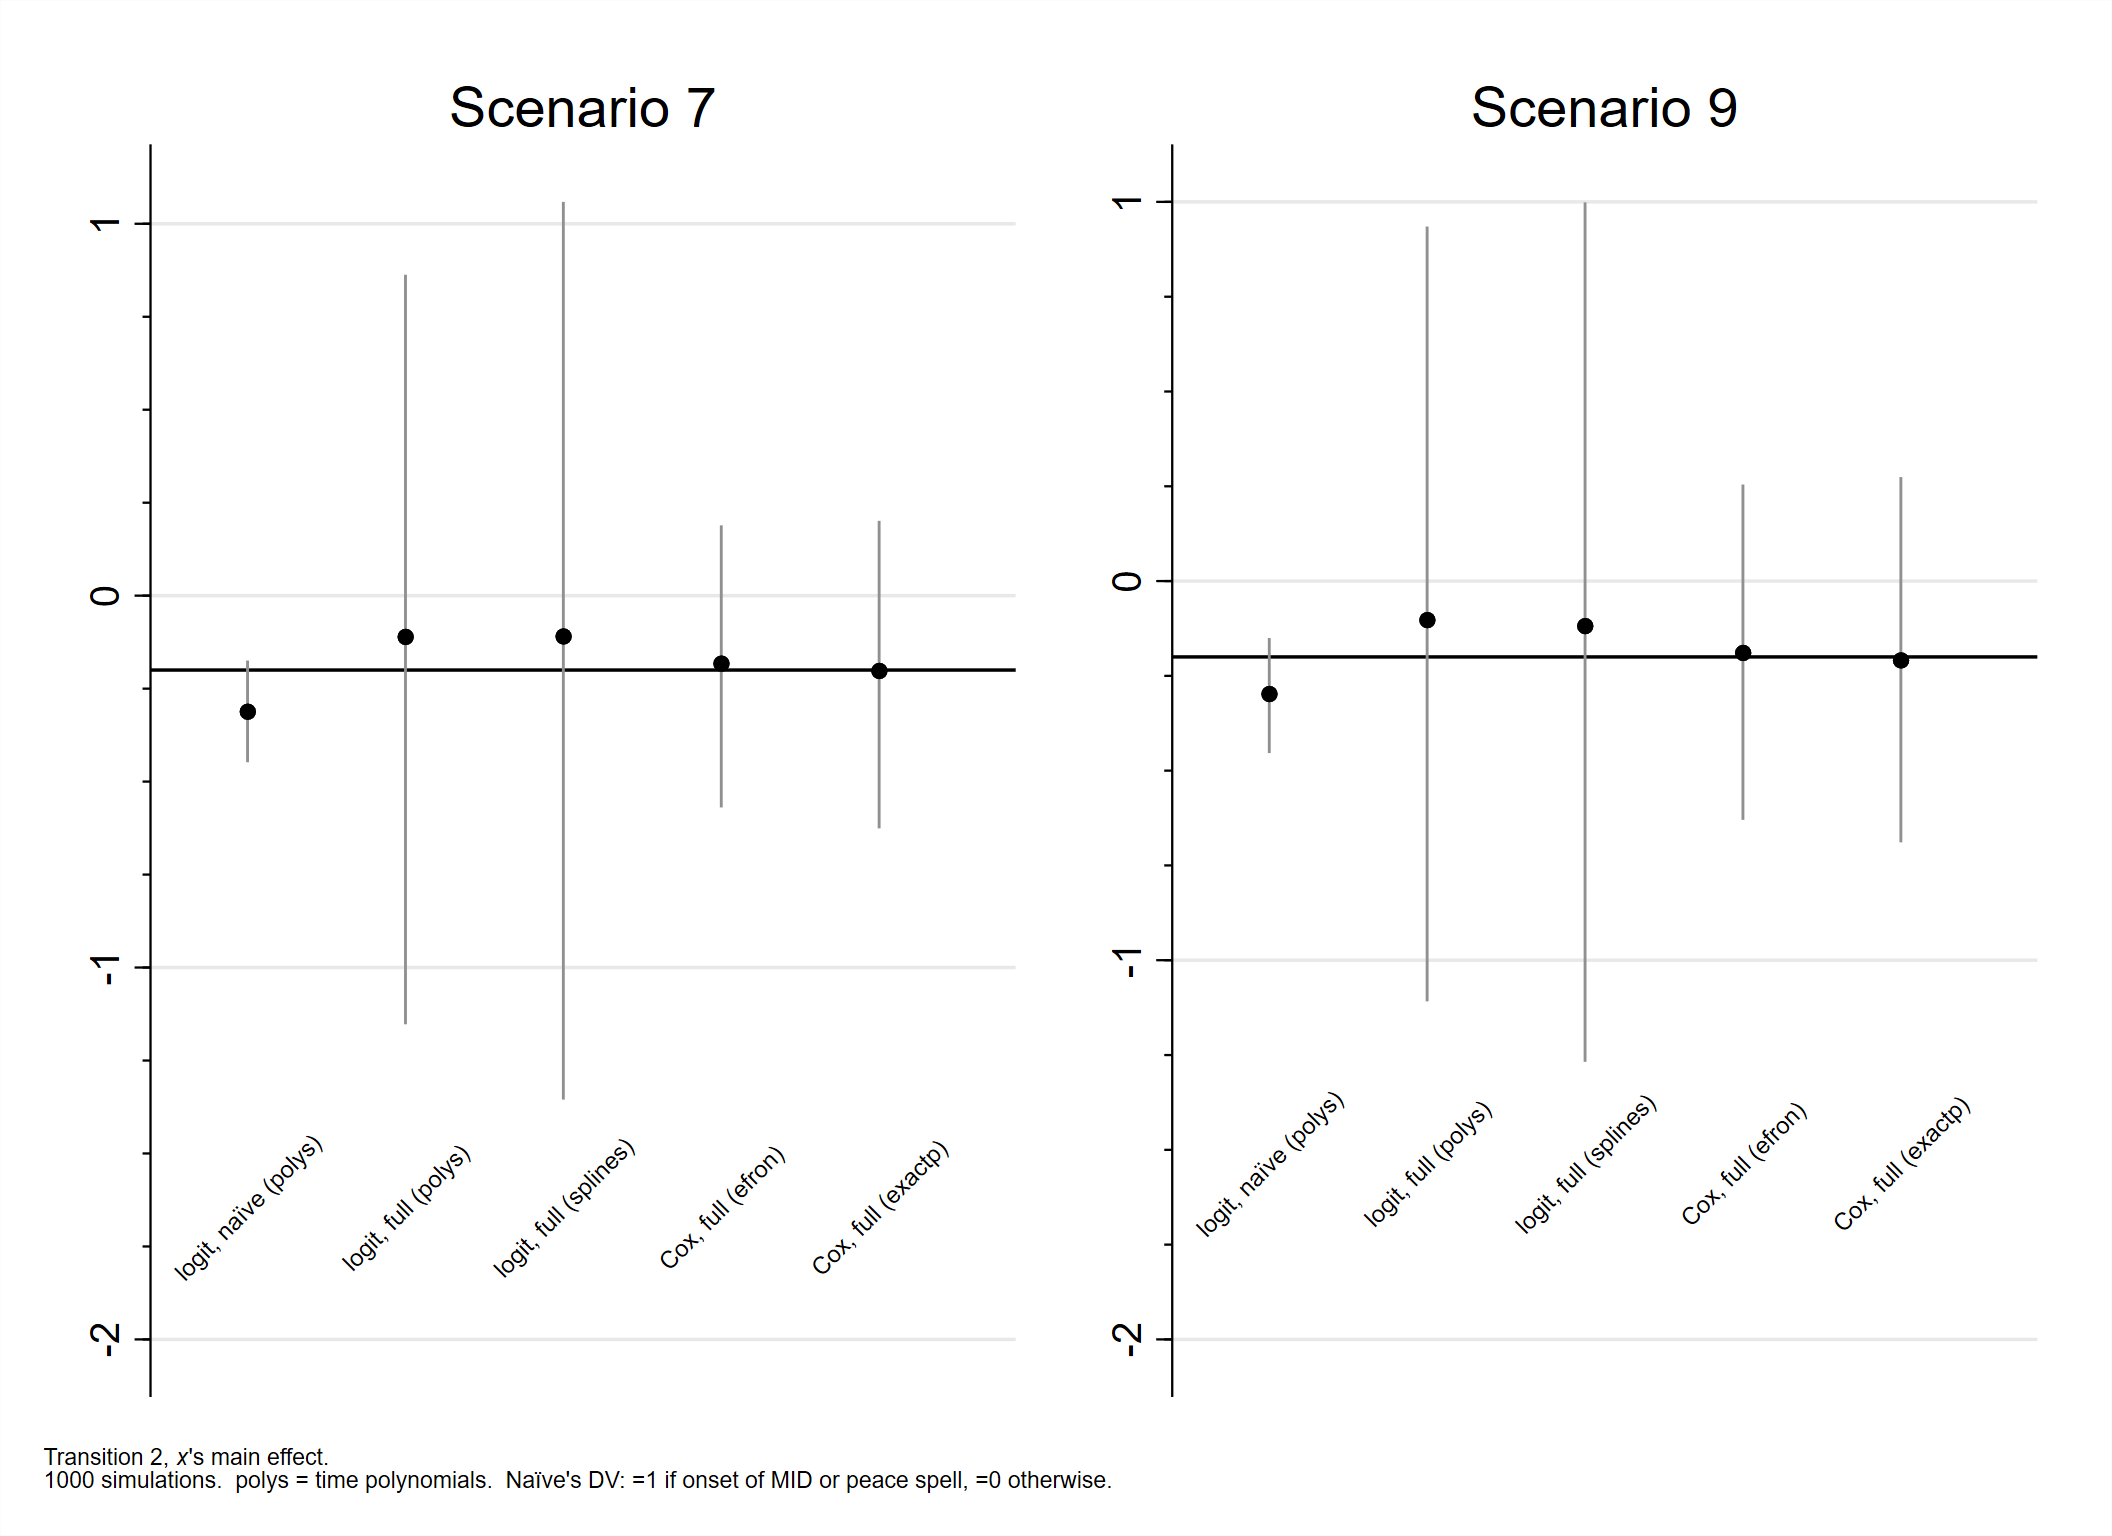 Scenario 7
1
0
-1
-2
logit, naïve (polys)
logit, full (polys)
logit, full (splines)
Cox, full (efron)
Cox, full (exactp)
Scenario 9
1
0
-1
-2
logit, naïve (polys)
logit, full (polys)
logit, full (splines)
Cox, full (efron)
Cox, full (exactp)
Transition 2, x's main effect.
1000 simulations.  polys = time polynomials.  Naïve's DV: =1 if onset of MID or peace spell, =0 otherwise.